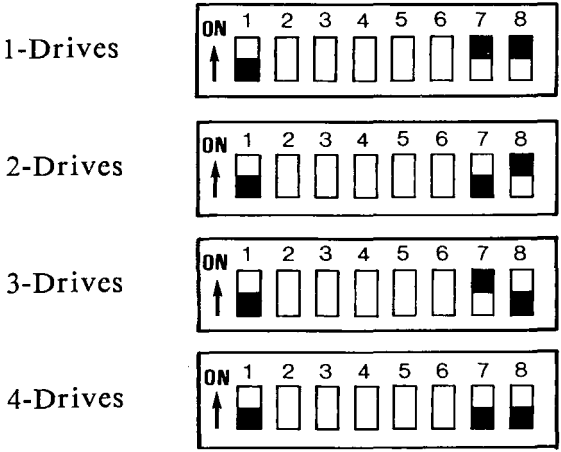 1-Drives
ON 1 2 3 4 5 6 7 8
2-Drives
ON 1 2 3 4 5 6 7 8
3-Drives
ON 1 2 3 4 5 6 7 8
4-Drives
ON 1 2 3 4 5 6 7 8